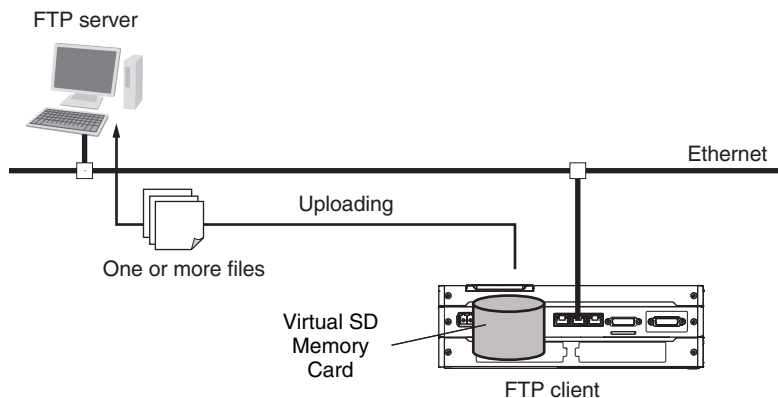 FTP server
Ethernet
Uploading
One or more files
Virtual SD
Memory
Card
FTP client